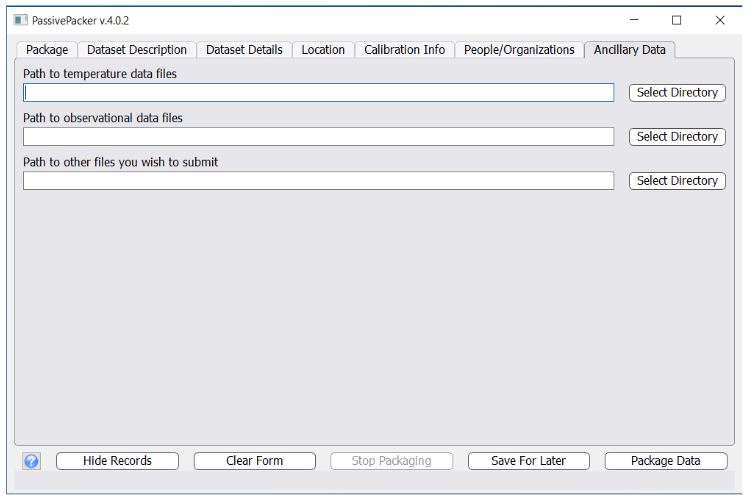 PassivePacker v.4.0.2
Package Dataset Description Dataset Details Location Calibration Info People/Organizations Ancillary Data
Path to temperature data files
Select Directory
Path to observational data files
Select Directory
Path to other files you wish to submit
Select Directory
? Hide Records Clear Form Stop Packaging Save For Later Package Data